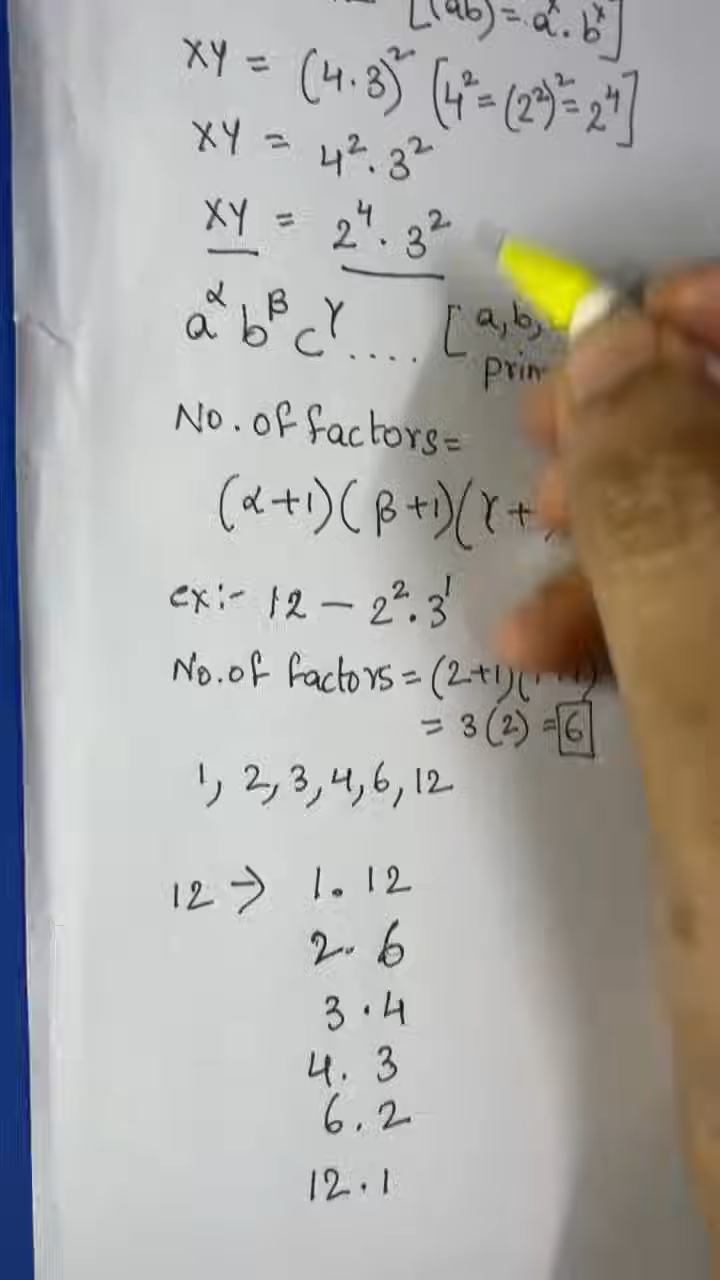 [(ab)ˣ = aˣ. bˣ]
XY = (4.3)² [4² = (2²)² = 2⁴]
XY = 4². 3²
XY = 2⁴. 3²
a^α b^β c^γ .... [a, b,
No. of factors=
(α+1)(β+1)(γ+
ex:- 12 – 2². 3¹
No. of factors = (2+1)(
= 3(2) = 6
1, 2, 3, 4, 6, 12
12 → 1. 12
2. 6
3. 4
4. 3
6. 2
12. 1